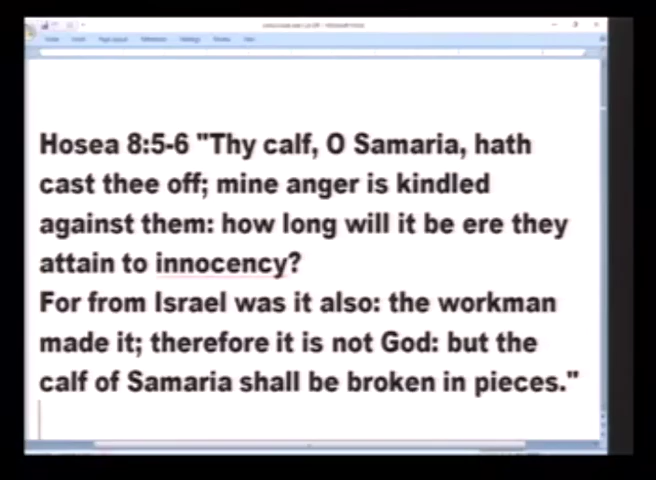 Hosea 8:5-6 "Thy calf, O Samaria, hath
cast thee off; mine anger is kindled
against them: how long will it be ere they
attain to innocency?
For from Israel was it also: the workman
made it; therefore it is not God: but the
calf of Samaria shall be broken in pieces."